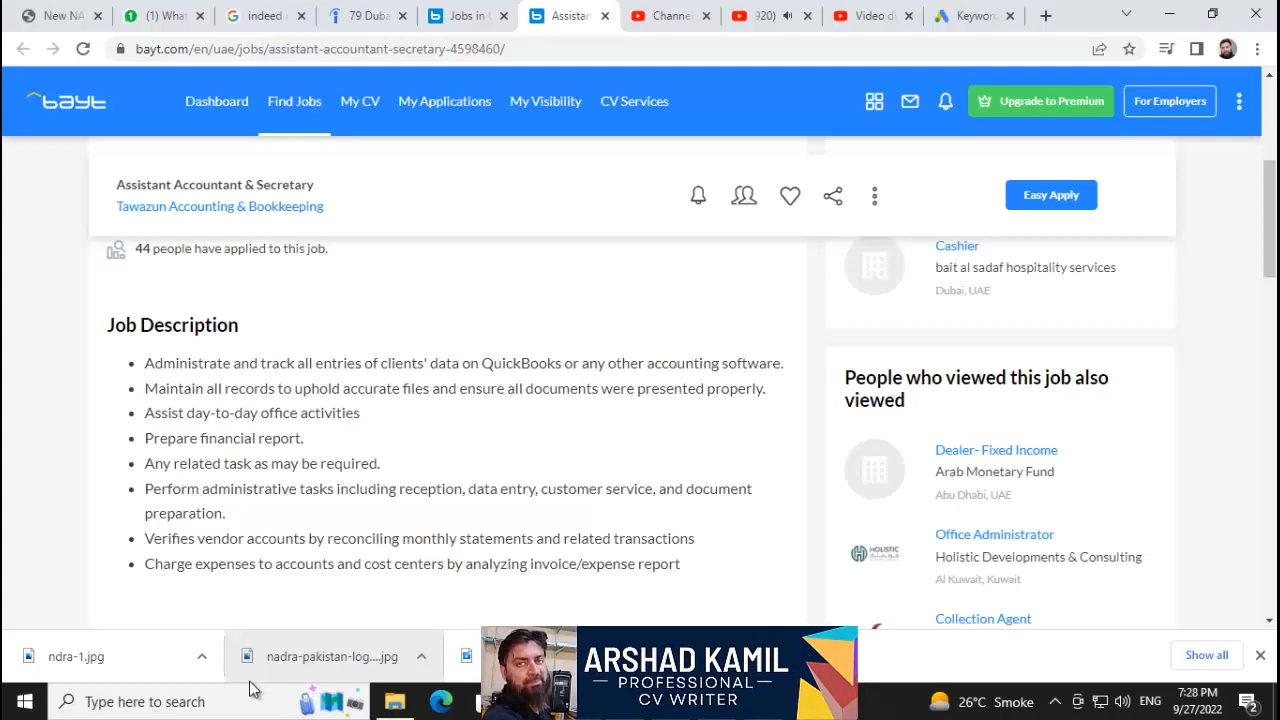 New NA
(1) What
indeed
79 Duba
Jobs in t
Assistan
Channel
920)
Video d
Keyword
bayt.com/en/uae/jobs/assistant-accountant-secretary-4598460/
bayt
Dashboard
Find Jobs
My CV
My Applications
My Visibility
CV Services
Upgrade to Premium
For Employers
Assistant Accountant & Secretary
Tawazun Accounting & Bookkeeping
Easy Apply
44 people have applied to this job.
Job Description
Administrate and track all entries of clients' data on QuickBooks or any other accounting software.
Maintain all records to uphold accurate files and ensure all documents were presented properly.
Assist day-to-day office activities
Prepare financial report.
Any related task as may be required.
Perform administrative tasks including reception, data entry, customer service, and document
preparation.
Verifies vendor accounts by reconciling monthly statements and related transactions
Charge expenses to accounts and cost centers by analyzing invoice/expense report
Cashier
bait al sadaf hospitality services
Dubai, UAE
People who viewed this job also
viewed
Dealer- Fixed Income
Arab Monetary Fund
Abu Dhabi, UAE
Office Administrator
HOLISTIC
Holistic Developments & Consulting
Al Kuwait, Kuwait
Collection Agent
ndra-1.jpg
nadra-pakistan-log....jpg
Show all
ARSHAD KAMIL
PROFESSIONAL
CV WRITER
Type here to search
26°C Smoke
ENG
7:28 PM
9/27/2022
2